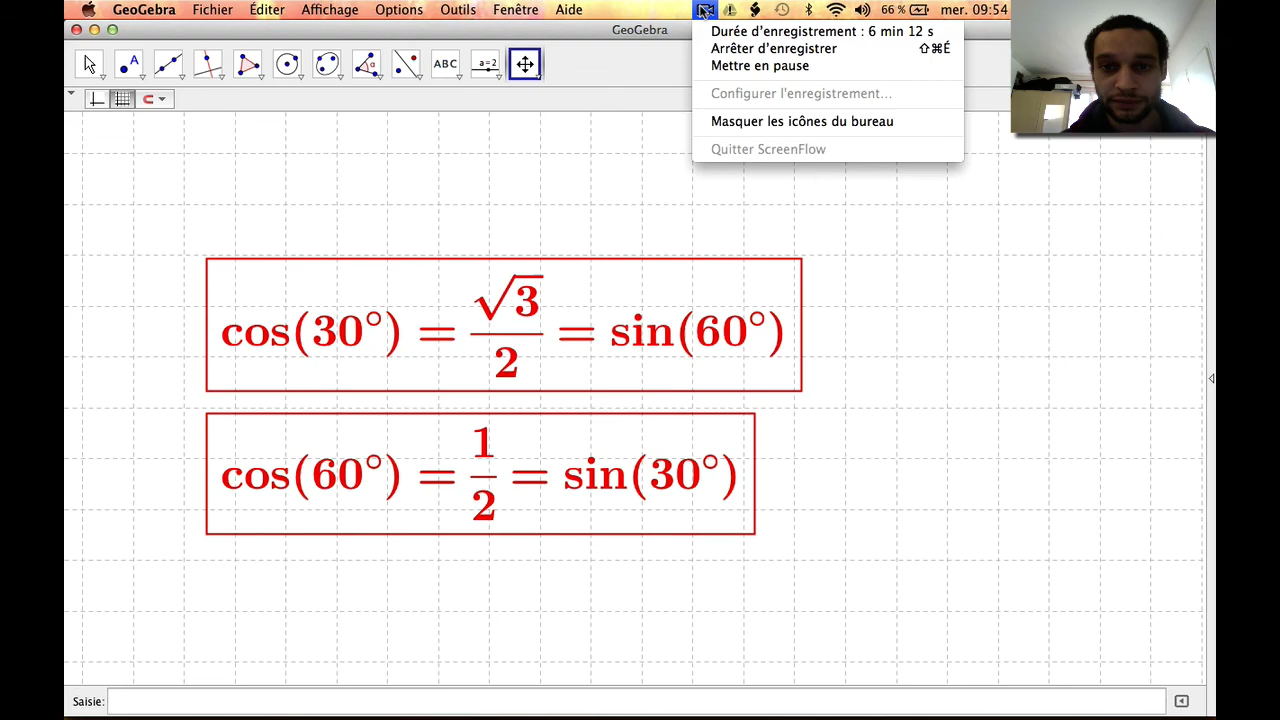 GeoGebra Fichier Éditer Affichage Options Outils Fenêtre Aide 66 % mer. 09:54
GeoGebra
Durée d'enregistrement : 6 min 12 s
Arrêter d'enregistrer ⇧⌘É
Mettre en pause
Configurer l'enregistrement...
Masquer les icônes du bureau
Quitter ScreenFlow
A ABC a=2
cos(30°) = √3/2 = sin(60°)
cos(60°) = 1/2 = sin(30°)
Saisie: